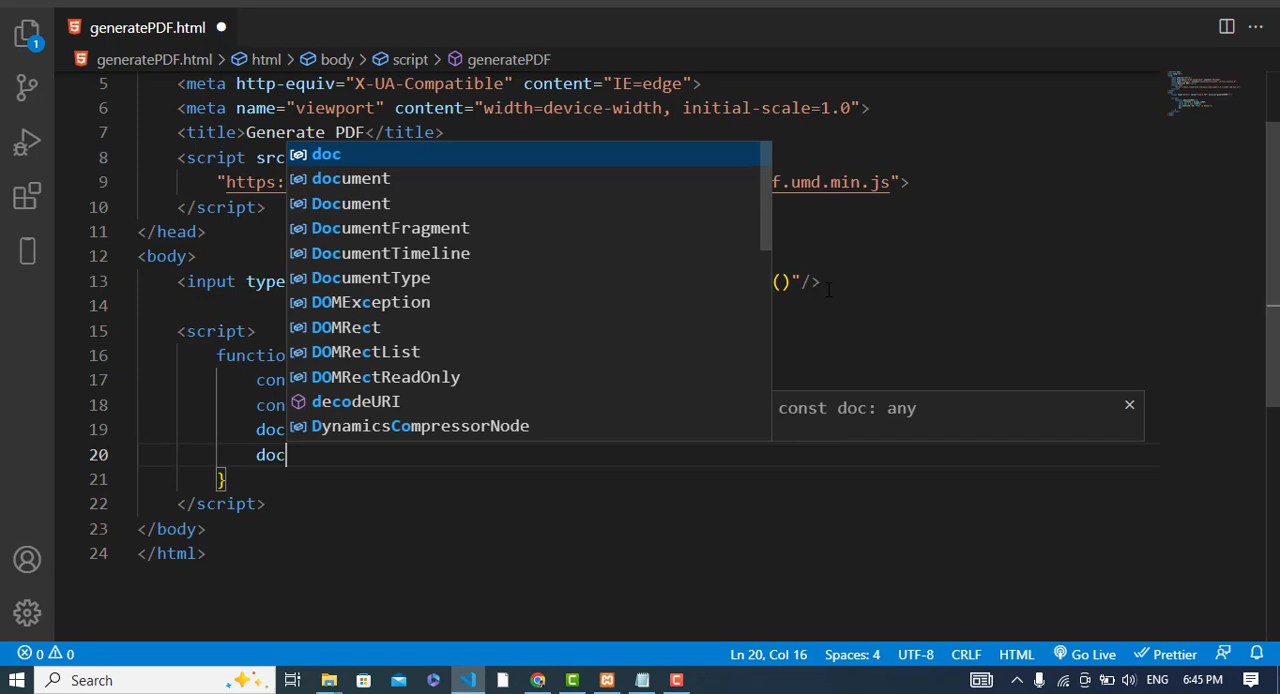 generatePDF.html
generatePDF.html > html > body > script > generatePDF
1
5 <meta http-equiv="X-UA-Compatible" content="IE=edge">
6 <meta name="viewport" content="width=device-width, initial-scale=1.0">
7 <title>Generate PDF</title>
8 <script src
9 "https: f.umd.min.js">
10 </script>
11 </head>
12 <body>
13 <input type ()"/>
14
15 <script>
16 functio
17 con
18 con
19 doc
20 doc
21 }
22 </script>
23 </body>
24 </html>
doc
document
Document
DocumentFragment
DocumentTimeline
DocumentType
DOMException
DOMRect
DOMRectList
DOMRectReadOnly
decodeURI
DynamicsCompressorNode
const doc: any
0 0 Ln 20, Col 16 Spaces: 4 UTF-8 CRLF HTML Go Live Prettier
Search ENG 6:45 PM